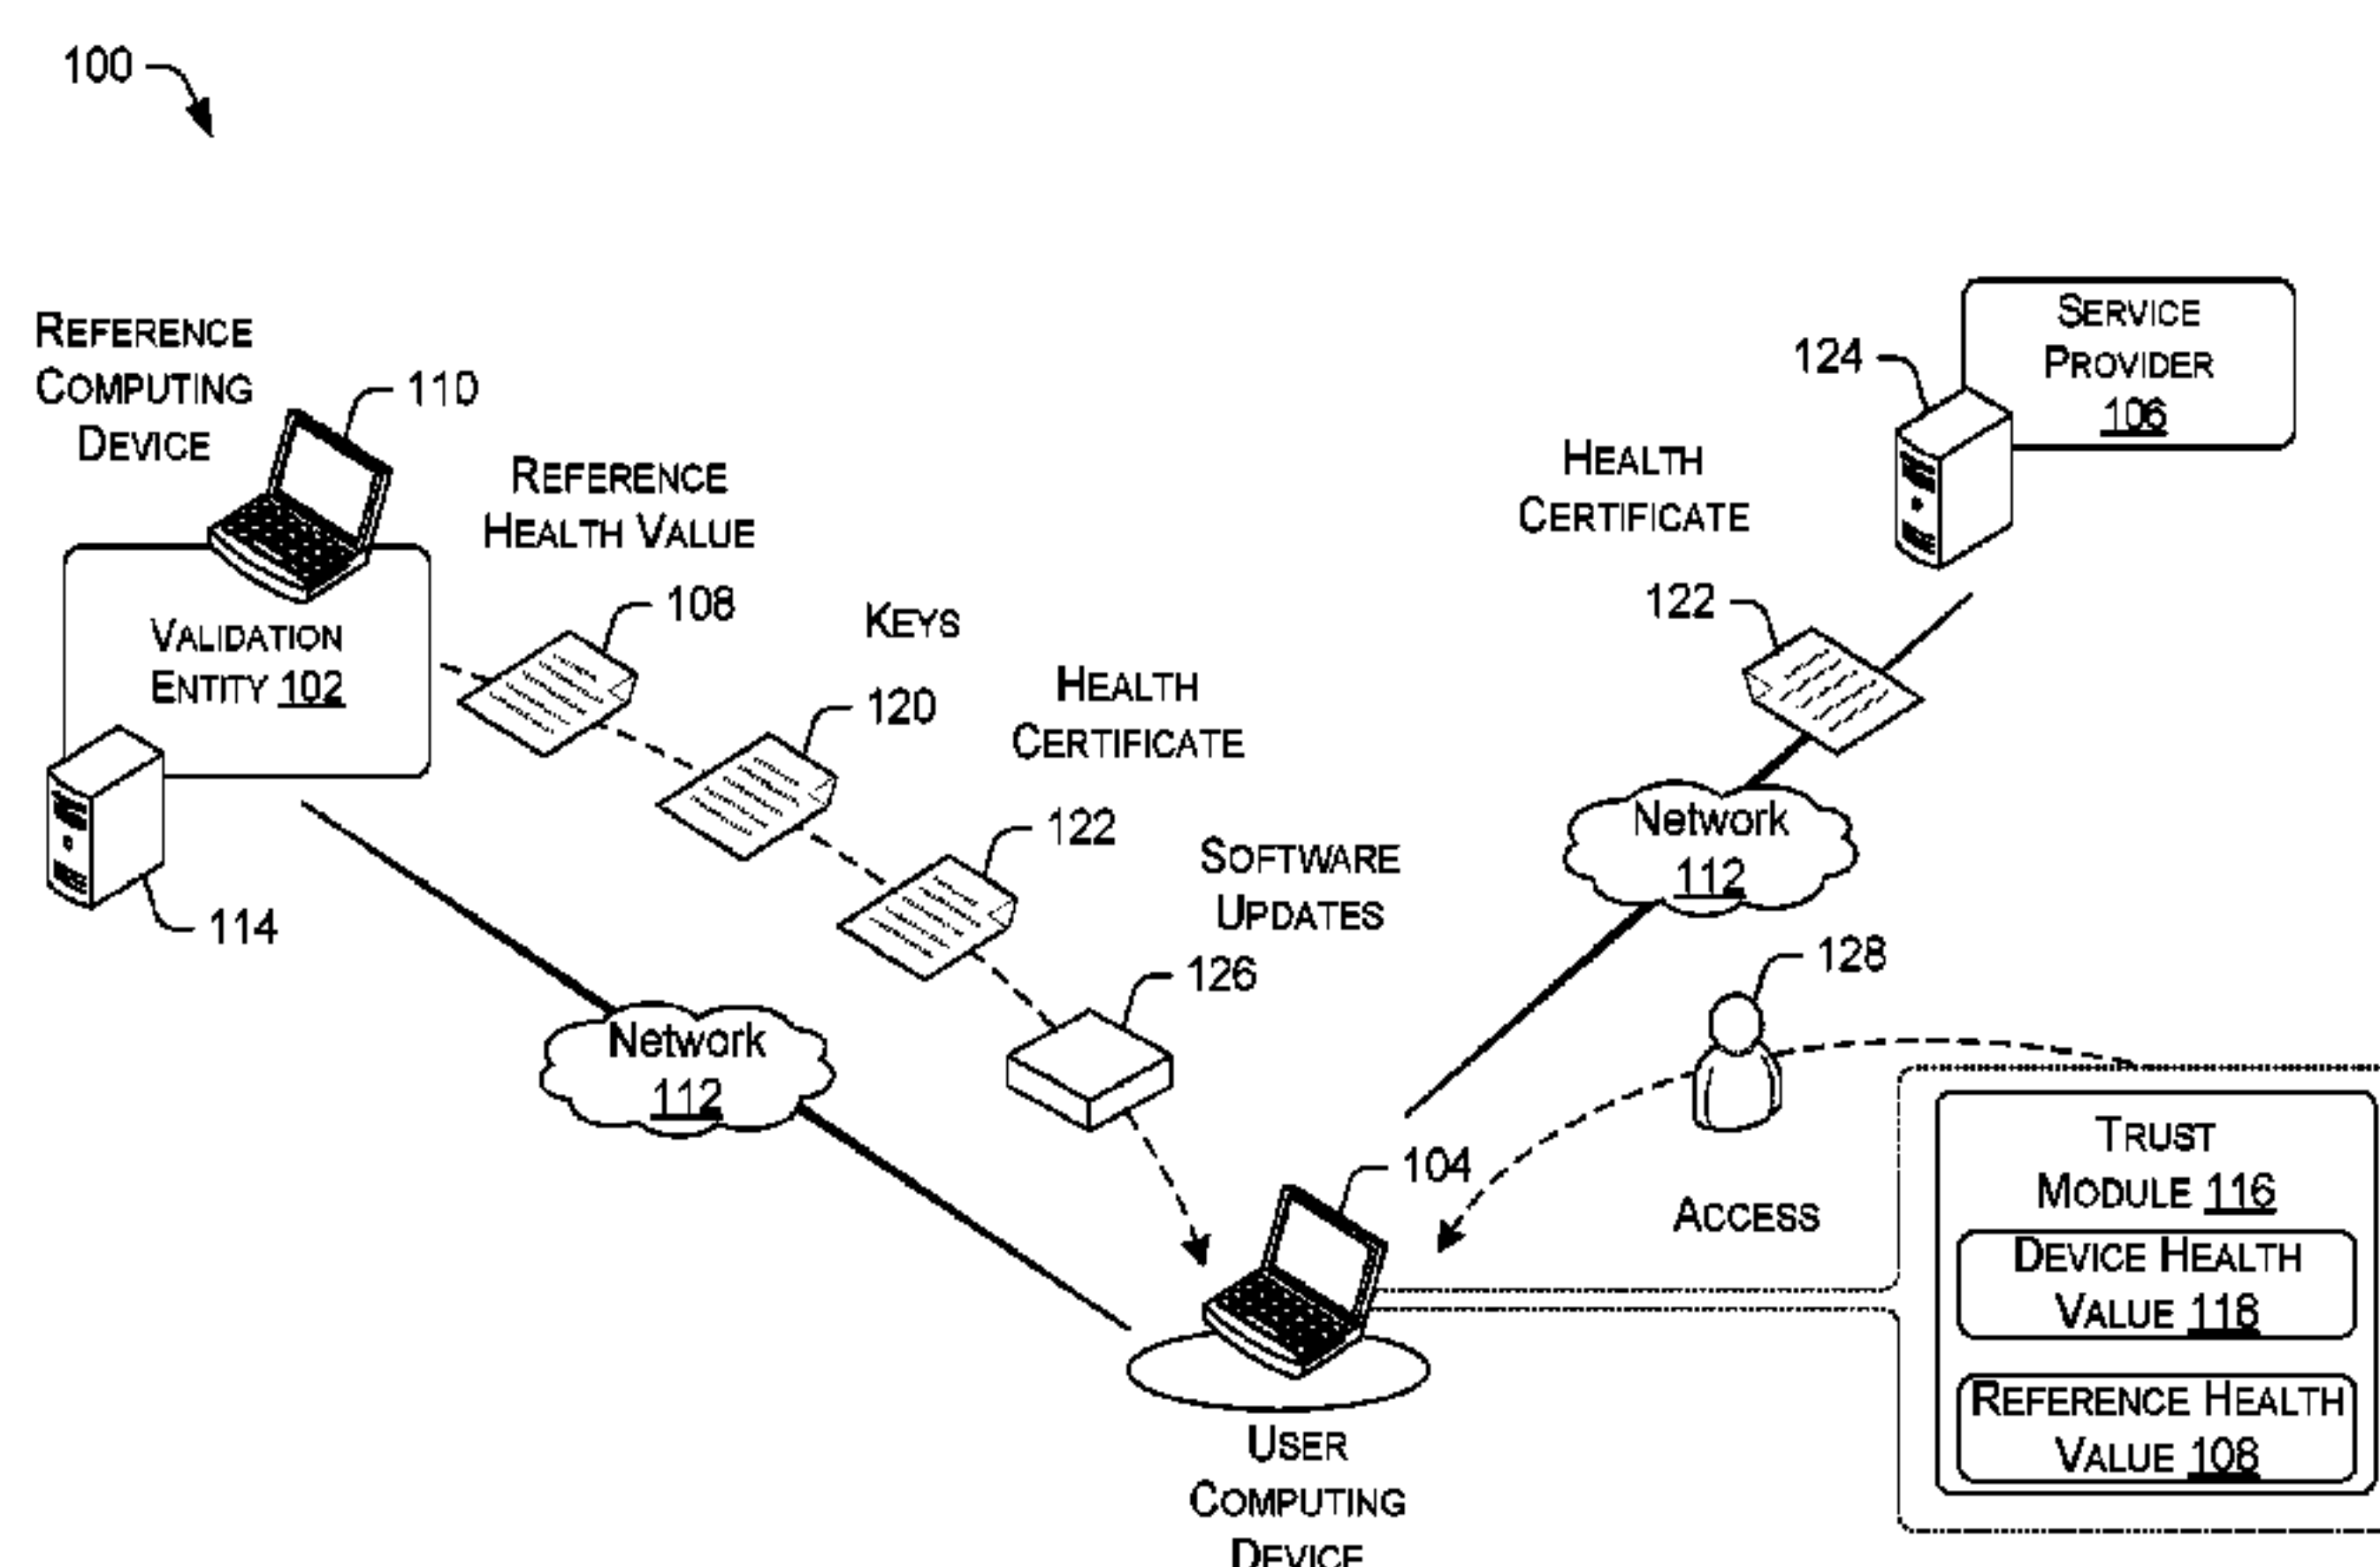 100
REFERENCE
COMPUTING
DEVICE
110
REFERENCE
HEALTH VALUE
108
VALIDATION
ENTITY 102
114
KEYS
120
HEALTH
CERTIFICATE
122
SOFTWARE
UPDATES
126
Network
112
SERVICE
PROVIDER
106
124
HEALTH
CERTIFICATE
122
Network
112
128
ACCESS
104
USER
COMPUTING
DEVICE
TRUST
MODULE 116
DEVICE HEALTH
VALUE 118
REFERENCE HEALTH
VALUE 108